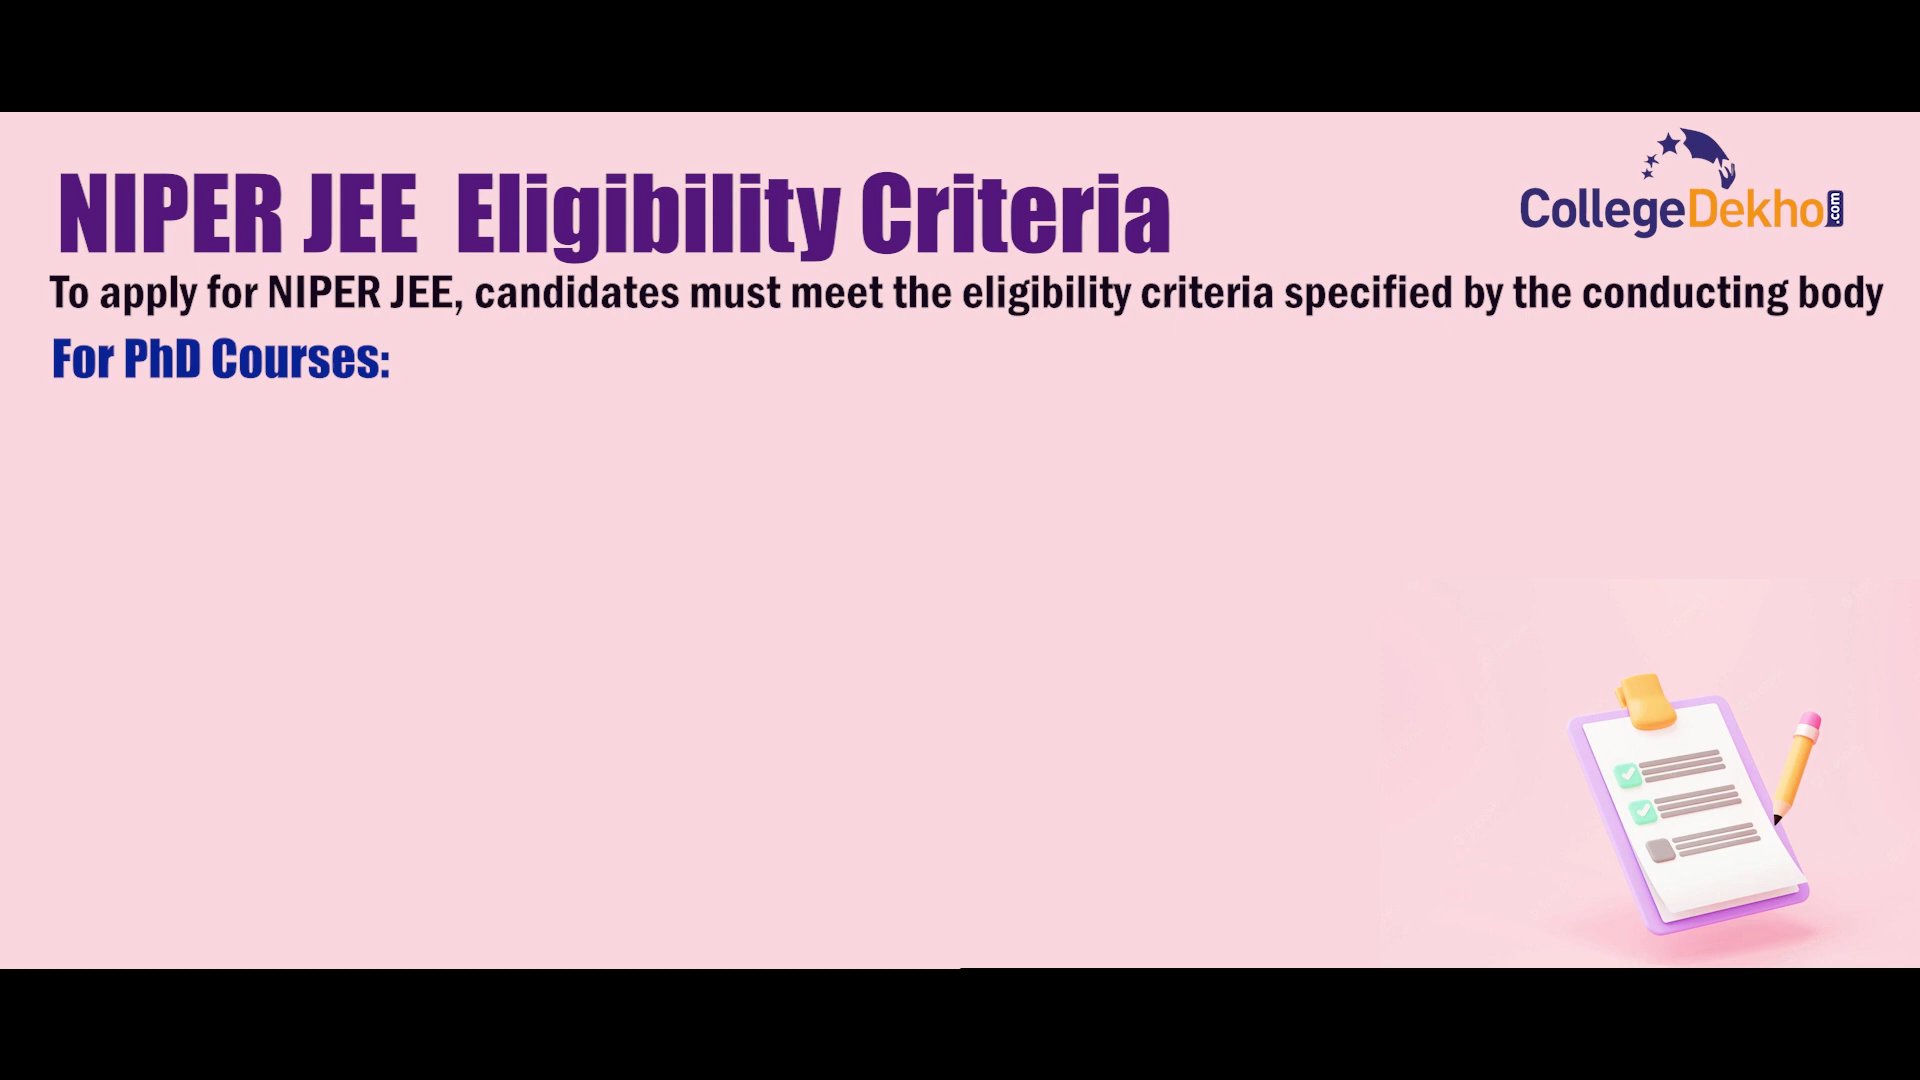 CollegeDekho.com
NIPER JEE Eligibility Criteria
To apply for NIPER JEE, candidates must meet the eligibility criteria specified by the conducting body
For PhD Courses: